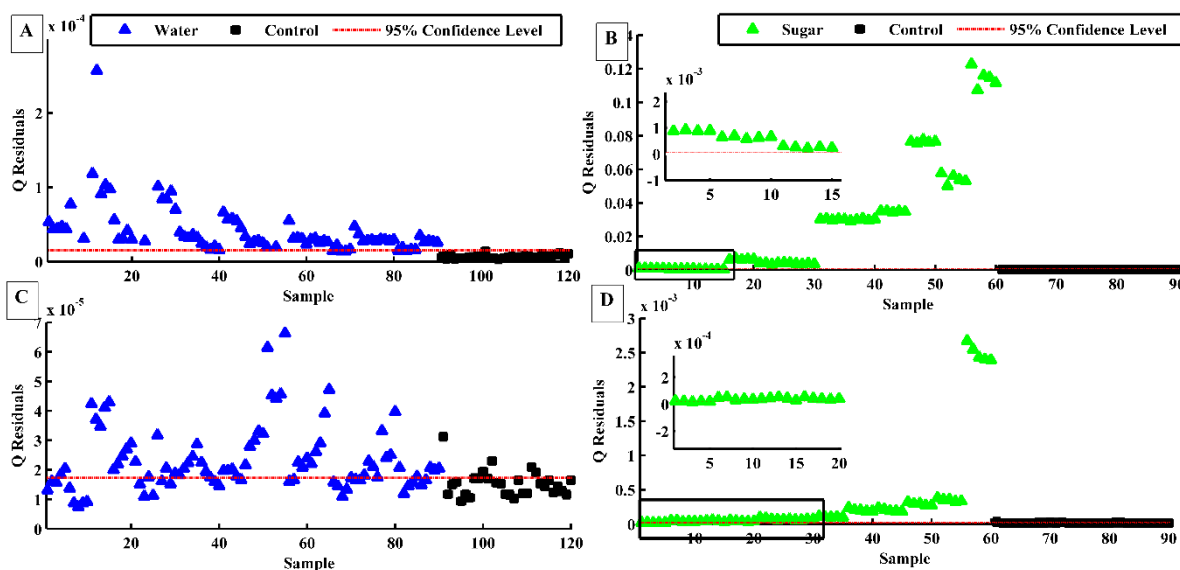 A
x 10⁻⁴
Water Control 95% Confidence Level
2
1
0
Q Residuals
20 40 60 80 100 120
Sample
B
Sugar Control 95% Confidence Level
0.14
0.12
0.1
0.08
0.06
0.04
0.02
0
Q Residuals
x 10⁻³
2
1
0
-1
5 10 15
10 20 30 40 50 60 70 80 90
Sample
C
x 10⁻⁵
7
6
5
4
3
2
1
0
Q Residuals
20 40 60 80 100 120
Sample
D
x 10⁻³
3
2.5
2
1.5
1
0.5
0
Q Residuals
x 10⁻⁴
2
0
-2
5 10 15 20
10 20 30 40 50 60 70 80 90
Sample